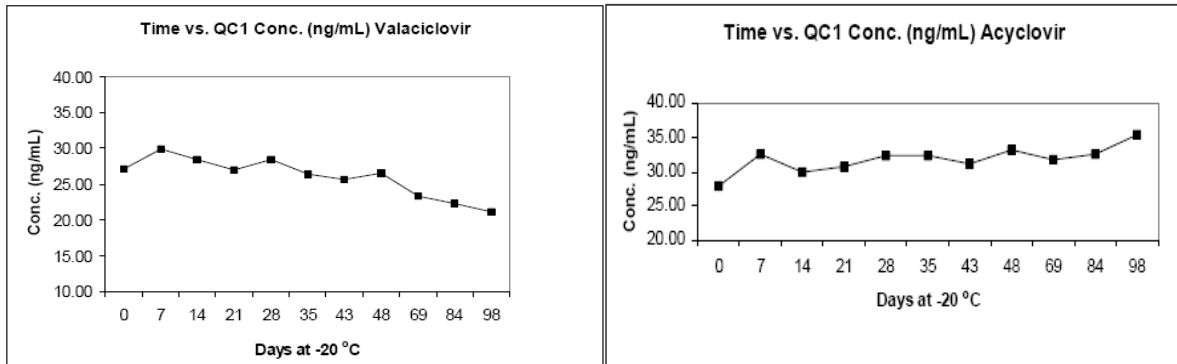 Time vs. QC1 Conc. (ng/mL) Valaciclovir
Conc. (ng/mL)
40.00
35.00
30.00
25.00
20.00
15.00
10.00
0 7 14 21 28 35 43 48 69 84 98
Days at -20 °C
Time vs. QC1 Conc. (ng/mL) Acyclovir
Conc. (ng/mL)
40.00
35.00
30.00
25.00
20.00
0 7 14 21 28 35 43 48 69 84 98
Days at -20 °C